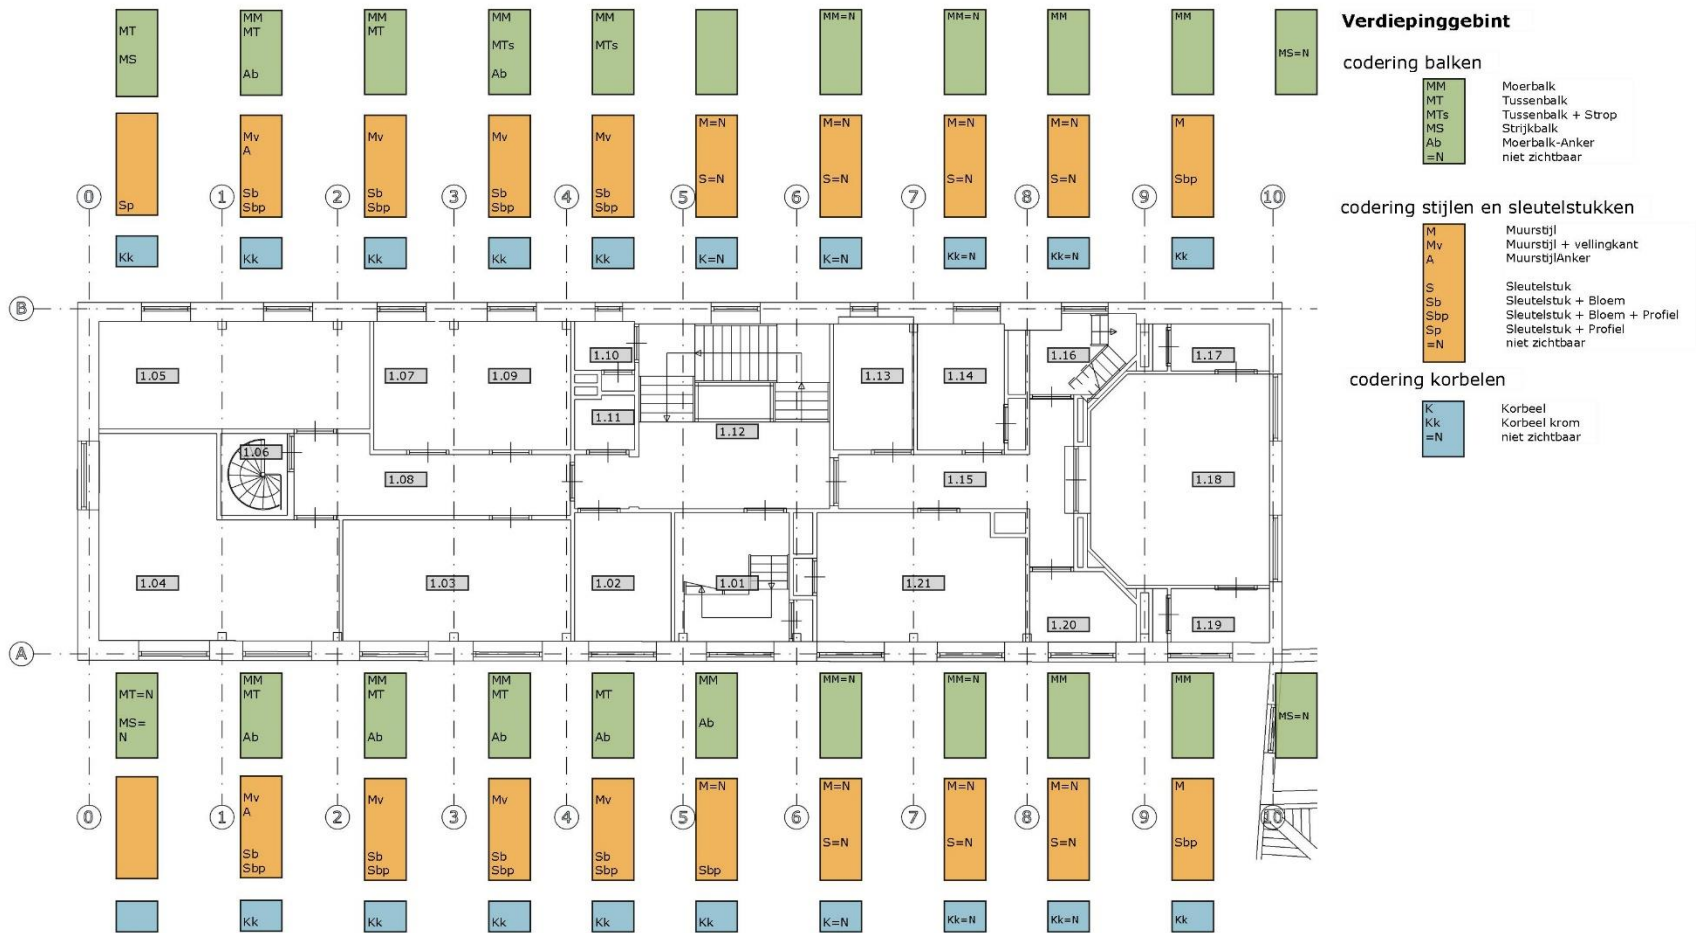 MT
MS
MM
MT
Ab
MM
MT
MM
MTs
Ab
MM
MTs
MM=N
MM=N
MM
MM
MS=N
Verdiepinggebint
codering balken
MM Moerbalk
MT Tussenbalk
MTs Tussenbalk + Strop
MS Strijkbalk
Ab Moerbalk-Anker
=N niet zichtbaar
Sp
Mv
A
Sb
Sbp
Mv
Sb
Sbp
Mv
Sb
Sbp
Mv
Sb
Sbp
M=N
S=N
M=N
S=N
M=N
S=N
M=N
S=N
M
Sbp
0 1 2 3 4 5 6 7 8 9 10
codering stijlen en sleutelstukken
M Muurstijl
Mv Muurstijl + vellingkant
A MuurstijlAnker
S Sleutelstuk
Sb Sleutelstuk + Bloem
Sbp Sleutelstuk + Bloem + Profiel
Sp Sleutelstuk + Profiel
=N niet zichtbaar
Kk Kk Kk Kk Kk K=N K=N Kk=N Kk=N Kk
codering korbelen
K Korbeel
Kk Korbeel krom
=N niet zichtbaar
B
1.10 1.16 1.17
1.05 1.07 1.09 1.13 1.14
1.11
1.12
1.06
1.08 1.15 1.18
1.04 1.03 1.02 1.01 1.21
1.20 1.19
A
MT=N
MS=
N
MM
MT
Ab
MM
MT
Ab
MM
MT
Ab
MT
Ab
MM
Ab
MM=N
MM=N
MM
MM
MS=N
Mv
A
Sb
Sbp
Mv
Sb
Sbp
Mv
Sb
Sbp
Mv
Sb
Sbp
M=N
Sbp
M=N
S=N
M=N
S=N
M=N
S=N
M
Sbp
0 1 2 3 4 5 6 7 8 9 10
Kk Kk Kk Kk Kk K=N Kk=N Kk=N Kk